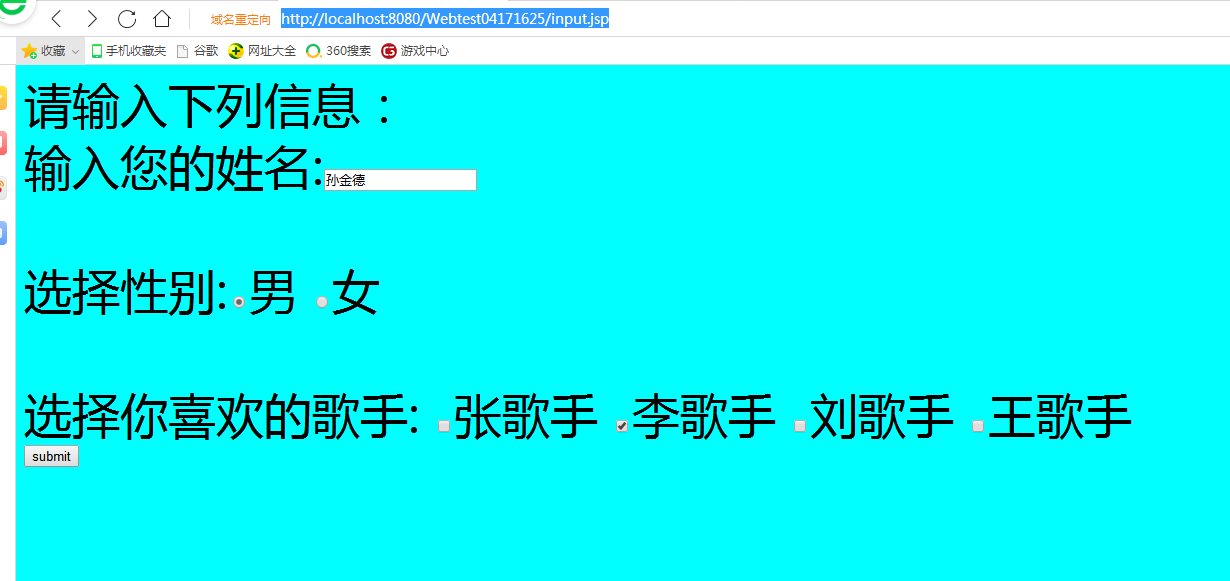 域名重定向 http://localhost:8080/Webtest04171625/input.jsp
收藏 手机收藏夹 谷歌 网址大全 360搜索 游戏中心
请输入下列信息：
输入您的姓名:孙金德
选择性别:男 女
选择你喜欢的歌手: 张歌手 李歌手 刘歌手 王歌手
submit